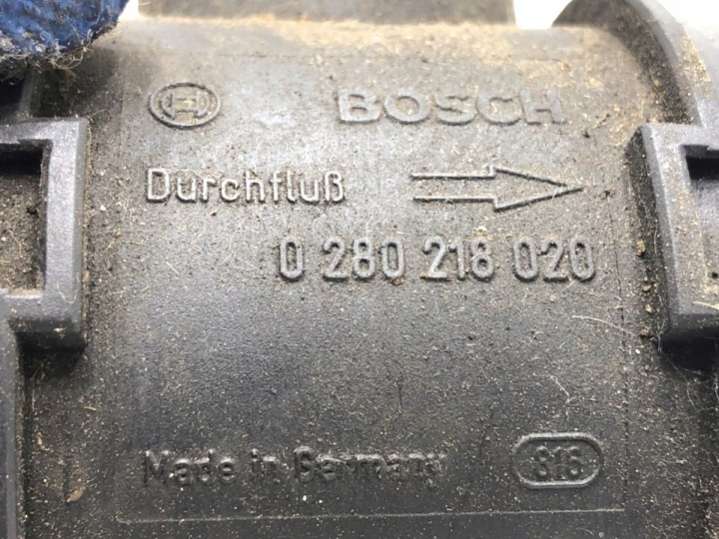 BOSCH
Durchfluß
0 280 218 020
Made in Germany 816